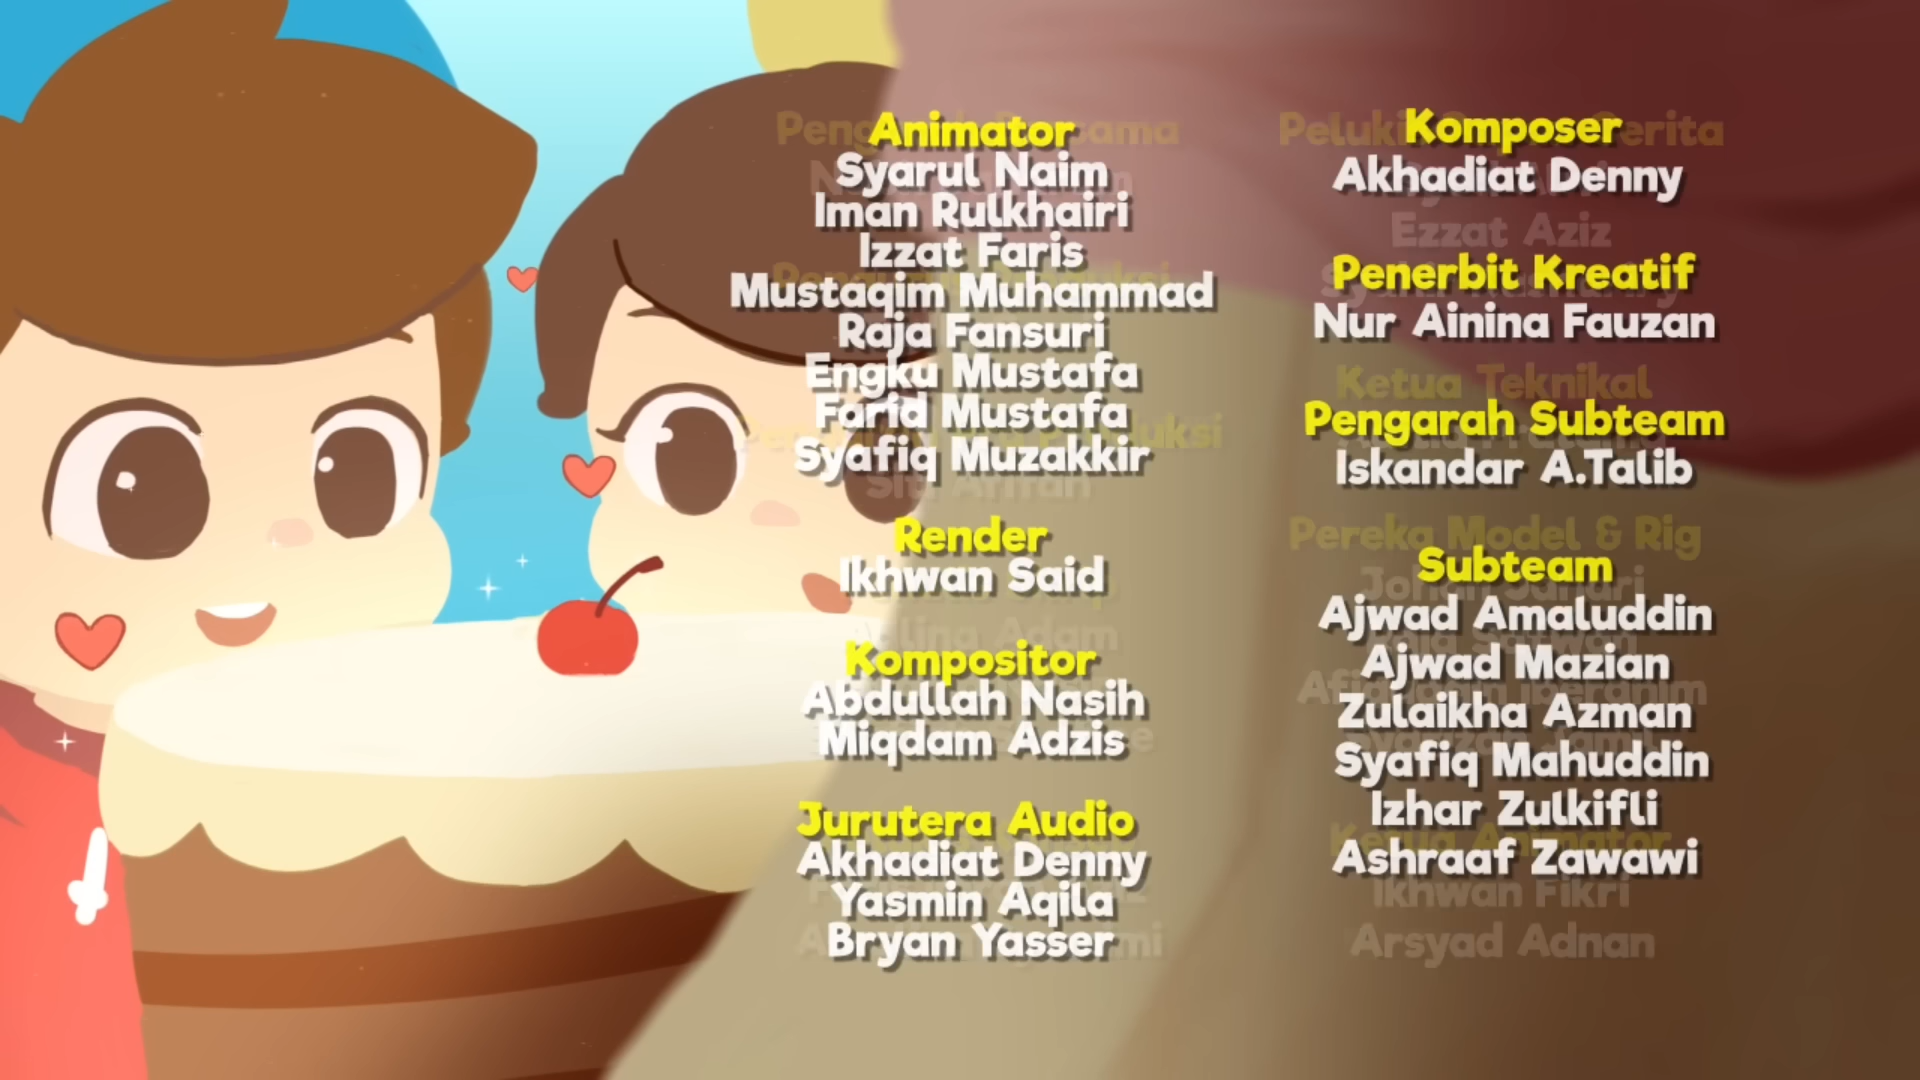 Animator
Syarul Naim
Iman Rulkhairi
Izzat Faris
Mustaqim Muhammad
Raja Fansuri
Engku Mustafa
Farid Mustafa
Syafiq Muzakkir
Render
Ikhwan Said
Kompositor
Abdullah Nasih
Miqdam Adzis
Jurutera Audio
Akhadiat Denny
Yasmin Aqila
Bryan Yasser
Komposer
Akhadiat Denny
Ezzat Aziz
Penerbit Kreatif
Nur Ainina Fauzan
Ketua Teknikal
Pengarah Subteam
Iskandar A.Talib
Pereka Model & Rig
Subteam
Ajwad Amaluddin
Ajwad Mazian
Zulaikha Azman
Syafiq Mahuddin
Izhar Zulkifli
Ashraaf Zawawi
Ikhwan Fikri
Arsyad Adnan